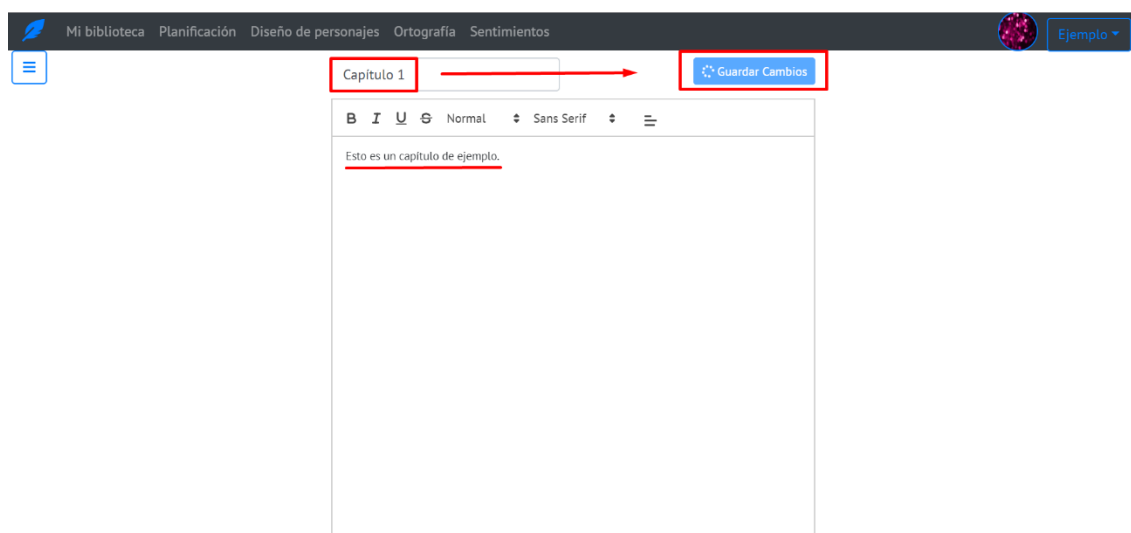 Mi biblioteca Planificación Diseño de personajes Ortografía Sentimientos Ejemplo
Capítulo 1 Guardar Cambios
B I U S Normal Sans Serif
Esto es un capítulo de ejemplo.